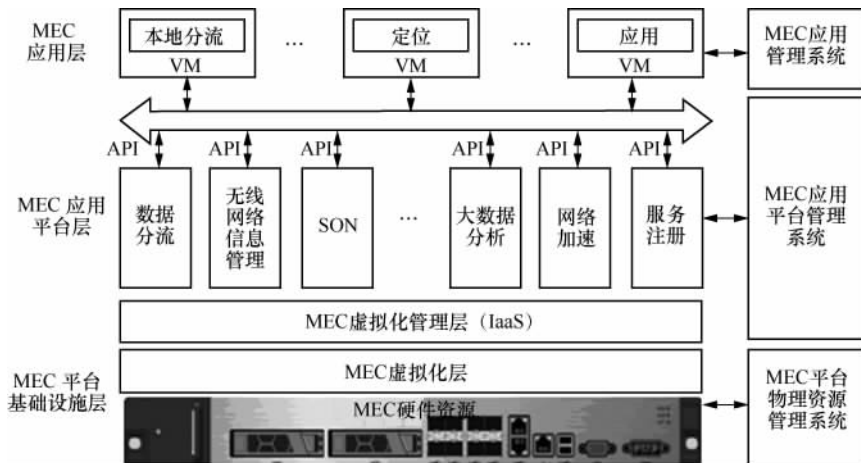 MEC
应用层
本地分流
VM
…
定位
VM
…
应用
VM
MEC应用
管理系统
API
API
API
API
API
API
MEC 应用
平台层
数据
分流
无线
网络
信息
管理
SON
…
大数据
分析
网络
加速
服务
注册
MEC应用
平台管理
系统
MEC虚拟化管理层（IaaS）
MEC 平台
基础设施层
MEC虚拟化层
MEC硬件资源
MEC平台
物理资源
管理系统